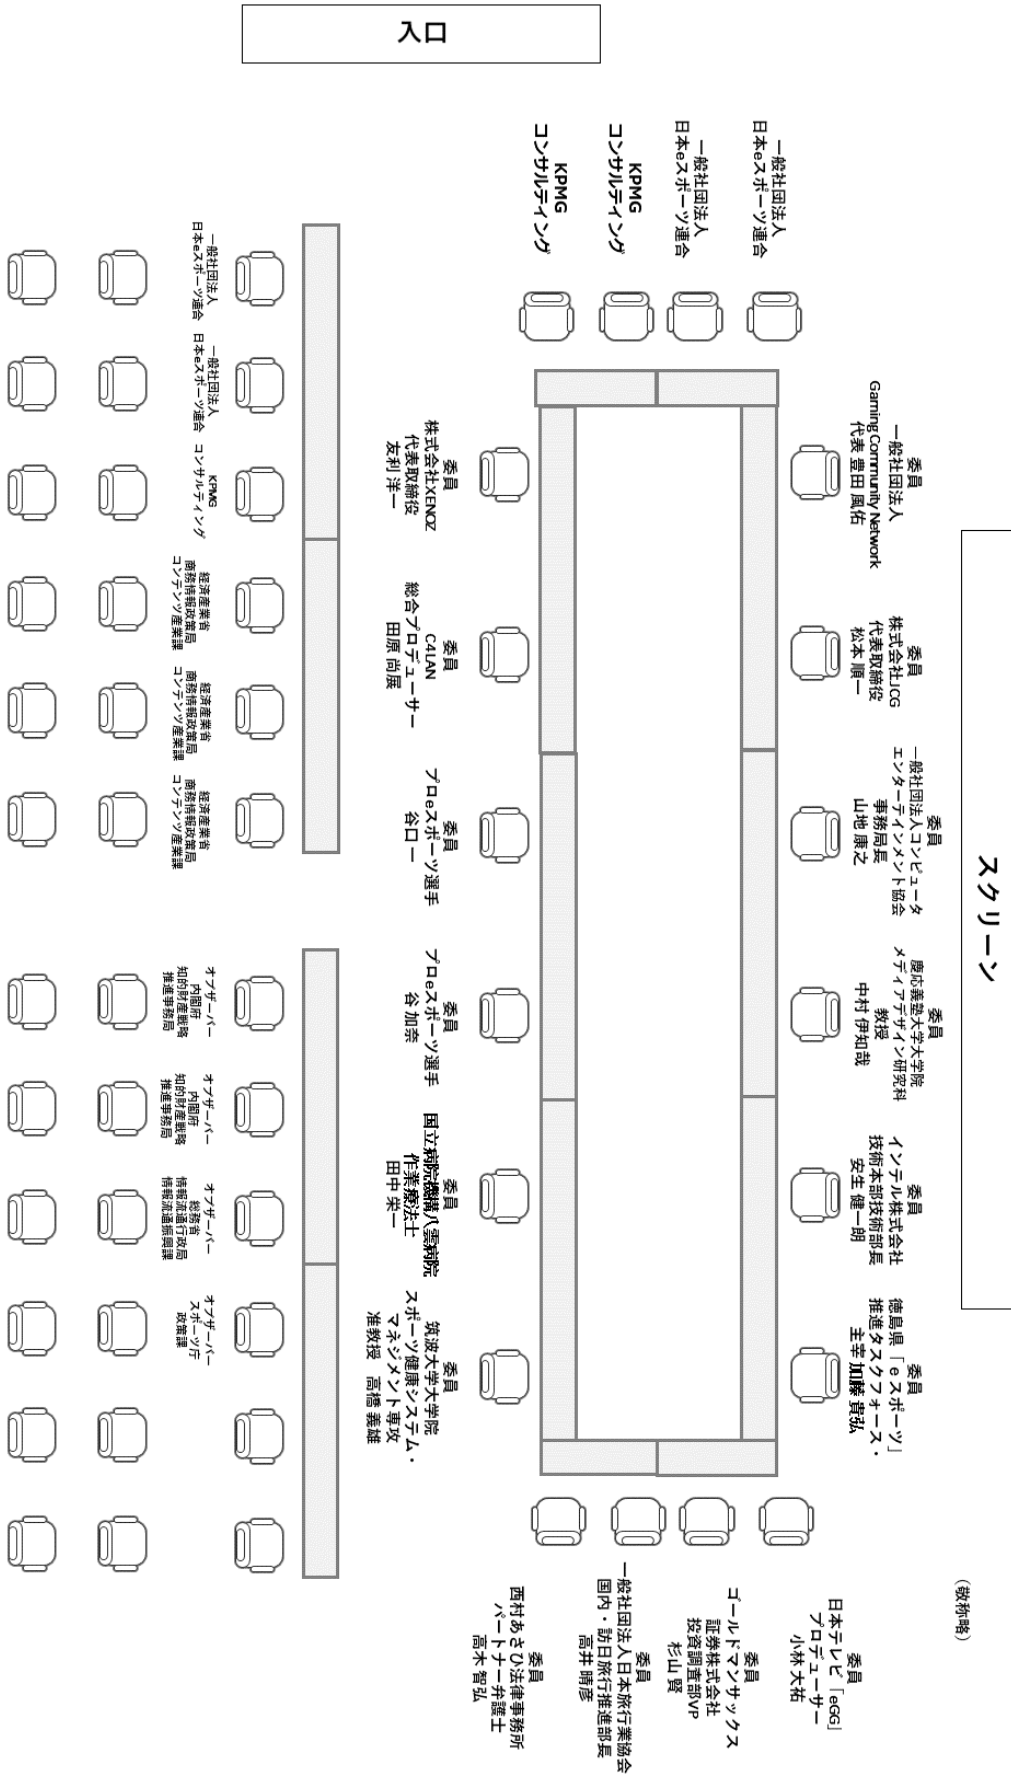 入口
一般社団法人
日本eスポーツ連合
一般社団法人
日本eスポーツ連合
KPMG
コンサルティング
KPMG
コンサルティング
スクリーン
委員
一般社団法人
Gaming Community Network
代表 豊田 風佑
委員
株式会社JCG
代表取締役
松本 順一
委員
一般社団法人コンピュータ
エンターテインメント協会
事務局長
山地 康之
委員
慶応義塾大学大学院
メディアデザイン研究科
教授
中村 伊知哉
委員
インテル株式会社
技術本部技術部長
安生 健一朗
委員
徳島県「eスポーツ」
推進タスクフォース・
主宰 加藤 貴弘
委員
株式会社XENOZ
代表取締役
友利 洋一
委員
C4 LAN
総合プロデューサー
田原 尚展
委員
プロeスポーツ選手
谷口 一
委員
プロeスポーツ選手
谷 加奈
委員
国立病院機構八雲病院
作業療法士
田中 栄一
委員
筑波大学大学院
スポーツ健康システム・
マネジメント専攻
准教授 高橋 義雄
委員
日本テレビ「eGG」
プロデューサー
小林 大祐
委員
ゴールドマンサックス
証券株式会社
投資調査部VP
杉山 賢
委員
一般社団法人日本旅行業協会
国内・訪日旅行推進部長
高井 晴彦
委員
西村あさひ法律事務所
パートナー弁護士
高木 智弘
(敬称略)
一般社団法人
日本eスポーツ連合
一般社団法人
日本eスポーツ連合
KPMG
コンサルティング
経済産業省
商務情報政策局
コンテンツ産業課
経済産業省
商務情報政策局
コンテンツ産業課
経済産業省
商務情報政策局
コンテンツ産業課
オブザーバー
内閣府
知的財産戦略
推進事務局
オブザーバー
内閣府
知的財産戦略
推進事務局
オブザーバー
総務省
情報流通行政局
情報流通振興課
オブザーバー
スポーツ庁
政策課